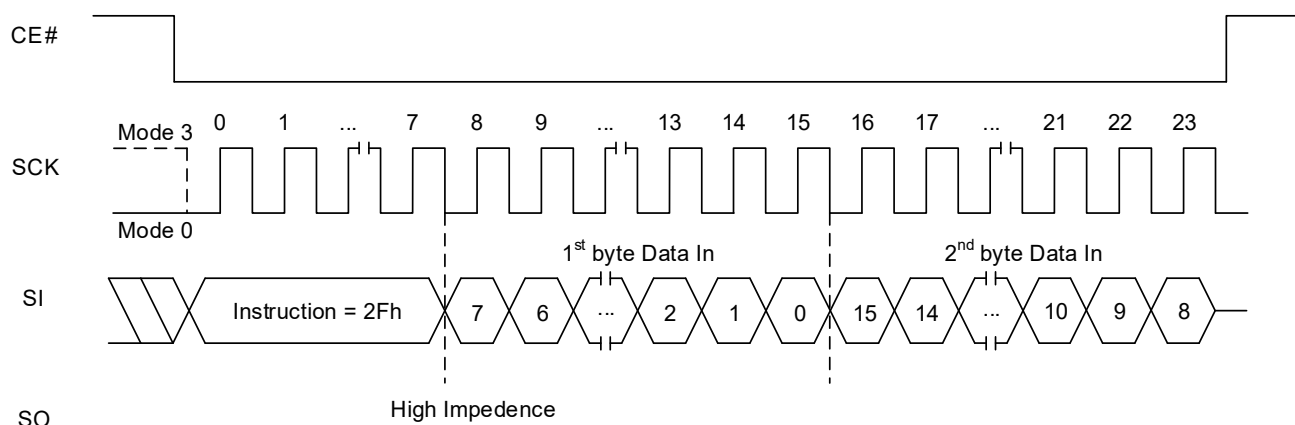 CE#
0 1 ... 7 8 9 ... 13 14 15 16 17 ... 21 22 23
Mode 3
SCK
Mode 0
1st byte Data In 2nd byte Data In
SI Instruction = 2Fh 7 6 ... 2 1 0 15 14 ... 10 9 8
High Impedence
SO